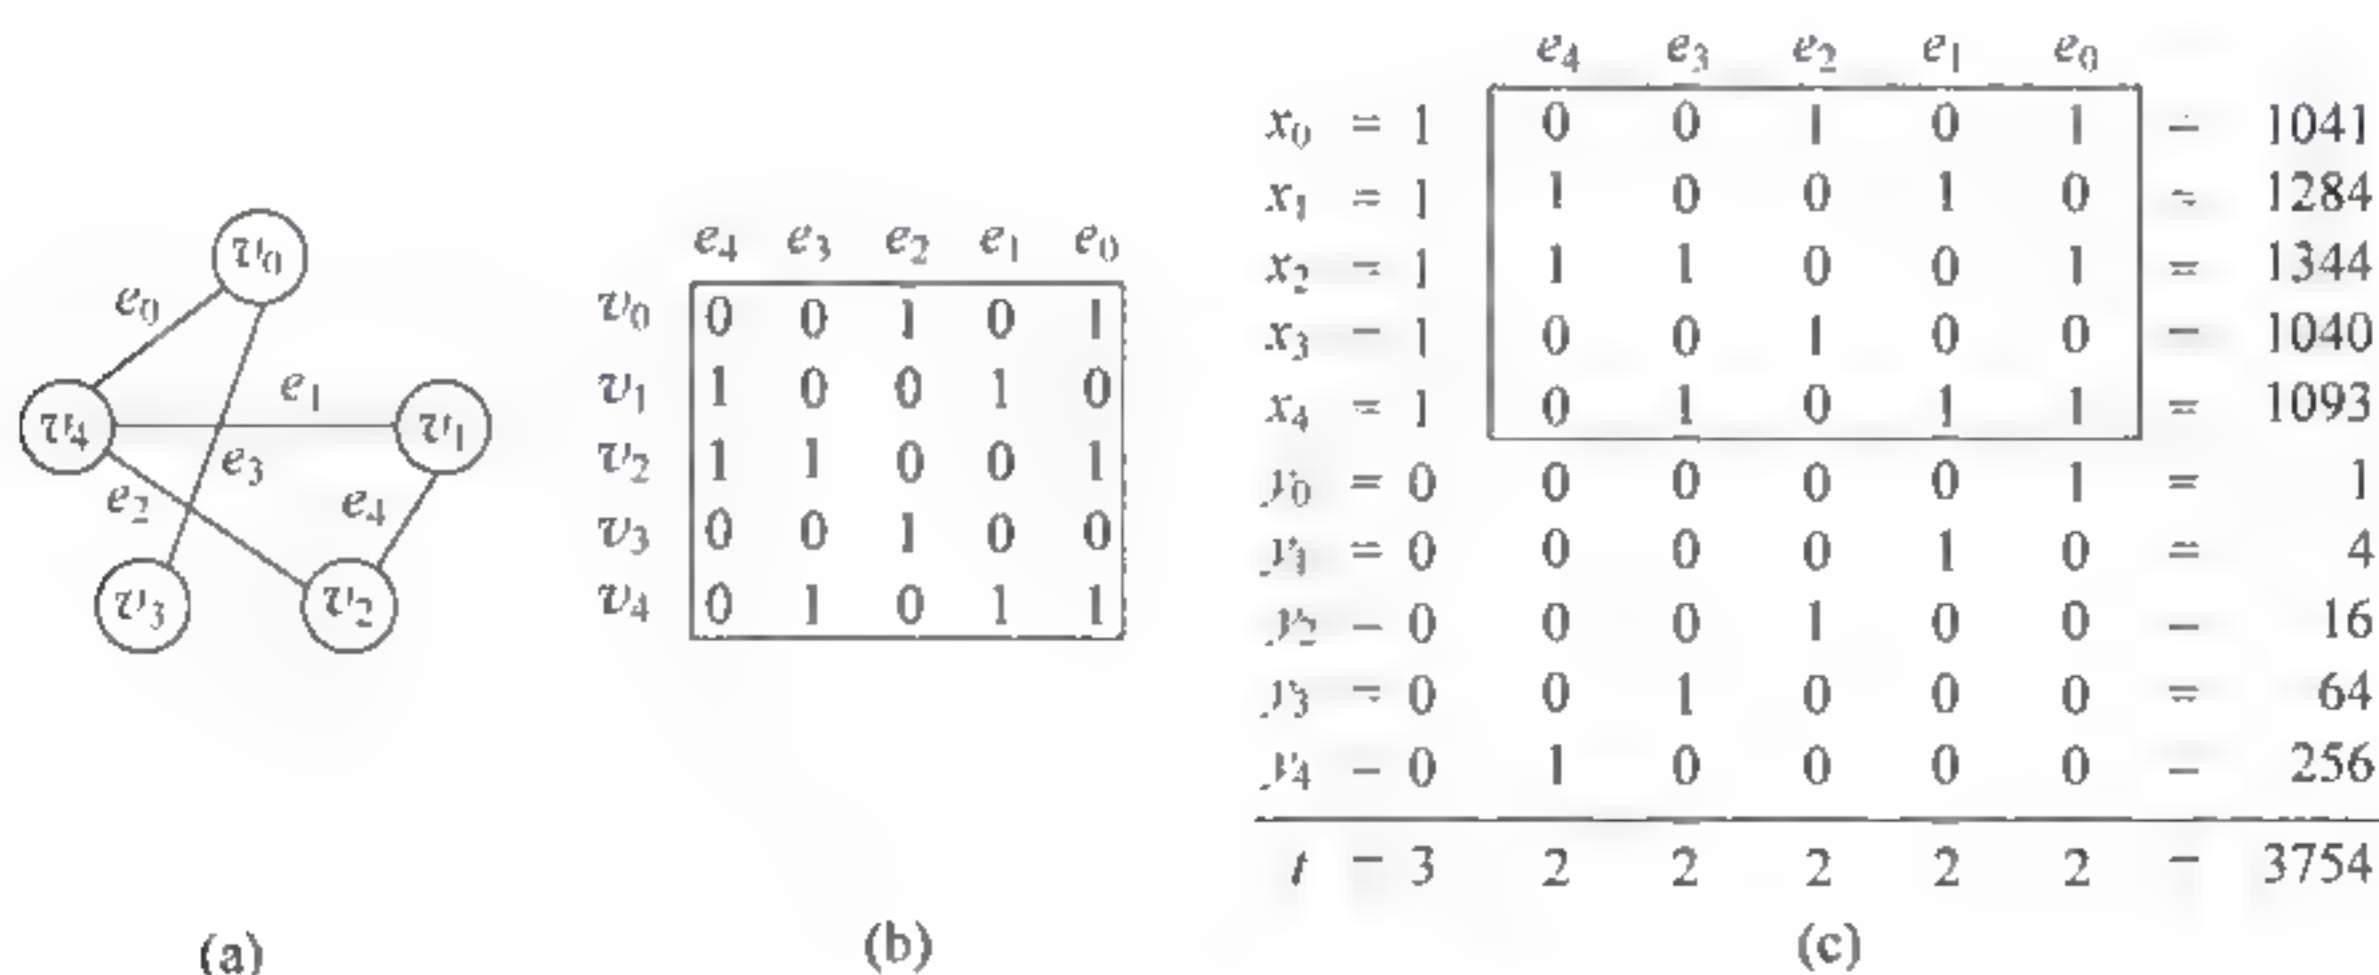 v₀
e₀
e₁
v₄
v₁
e₃
e₂
e₄
v₃
v₂
(a)
e₄ e₃ e₂ e₁ e₀
v₀ 0 0 1 0 1
v₁ 1 0 0 1 0
v₂ 1 1 0 0 1
v₃ 0 0 1 0 0
v₄ 0 1 0 1 1
(b)
e₄ e₃ e₂ e₁ e₀
x₀ = 1 0 0 1 0 1 = 1041
x₁ = 1 1 0 0 1 0 = 1284
x₂ = 1 1 1 0 0 1 = 1344
x₃ = 1 0 0 1 0 0 = 1040
x₄ = 1 0 1 0 1 1 = 1093
y₀ = 0 0 0 0 0 1 = 1
y₁ = 0 0 0 0 1 0 = 4
y₂ = 0 0 0 1 0 0 = 16
y₃ = 0 0 1 0 0 0 = 64
y₄ = 0 1 0 0 0 0 = 256
t = 3 2 2 2 2 2 = 3754
(c)